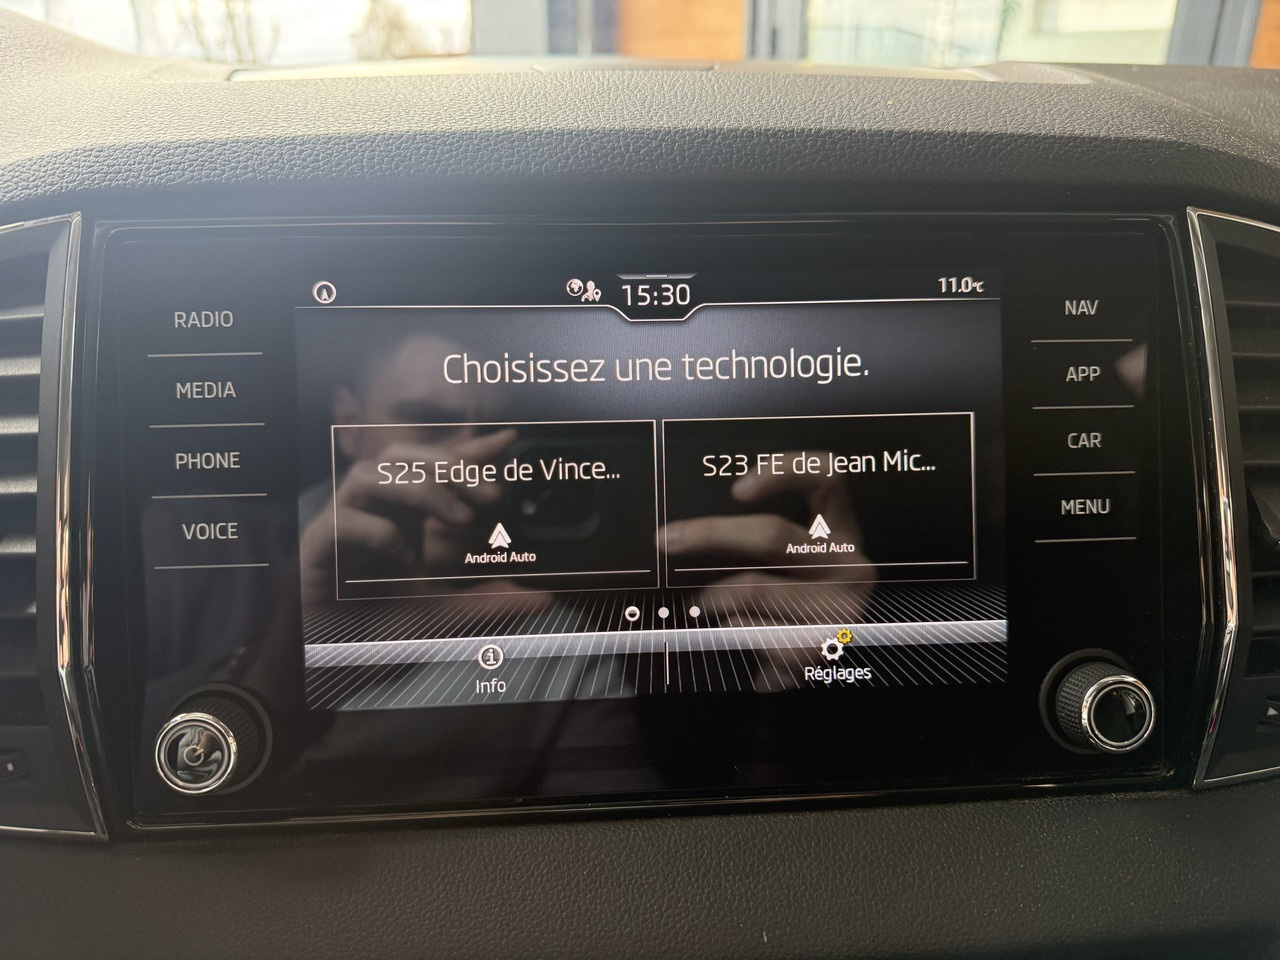 15:30
11.0°C
RADIO
MEDIA
PHONE
VOICE
Choisissez une technologie.
S25 Edge de Vince...
Android Auto
S23 FE de Jean Mic...
Android Auto
Info
Réglages
NAV
APP
CAR
MENU